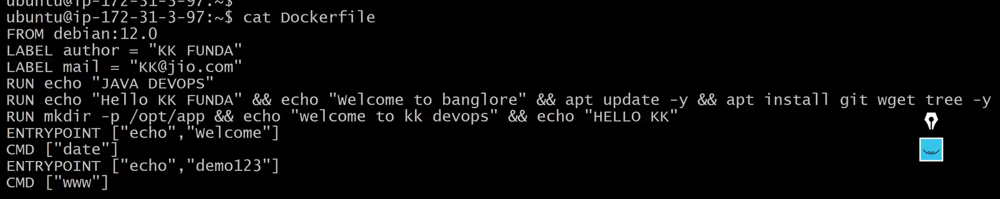 ubuntu@ip-172-31-3-97:~$
ubuntu@ip-172-31-3-97:~$ cat Dockerfile
FROM debian:12.0
LABEL author = "KK FUNDA"
LABEL mail = "KK@jio.com"
RUN echo "JAVA DEVOPS"
RUN echo "Hello KK FUNDA" && echo "Welcome to banglore" && apt update -y && apt install git wget tree -y
RUN mkdir -p /opt/app && echo "welcome to kk devops" && echo "HELLO KK"
ENTRYPOINT ["echo","Welcome"]
CMD ["date"]
ENTRYPOINT ["echo","demo123"]
CMD ["www"]